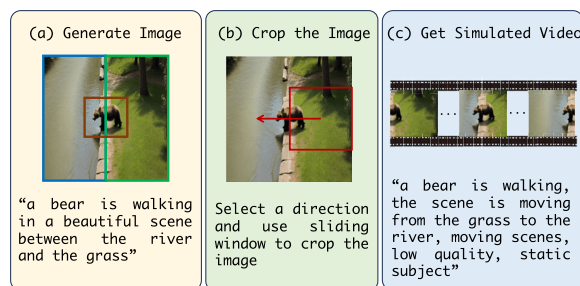 (a) Generate Image
“a bear is walking
in a beautiful scene
between the river
and the grass”
(b) Crop the Image
Select a direction
and use sliding
window to crop the
image
(c) Get Simulated Video
...
...
“a bear is walking,
the scene is moving
from the grass to the
river, moving scenes,
low quality, static
subject”